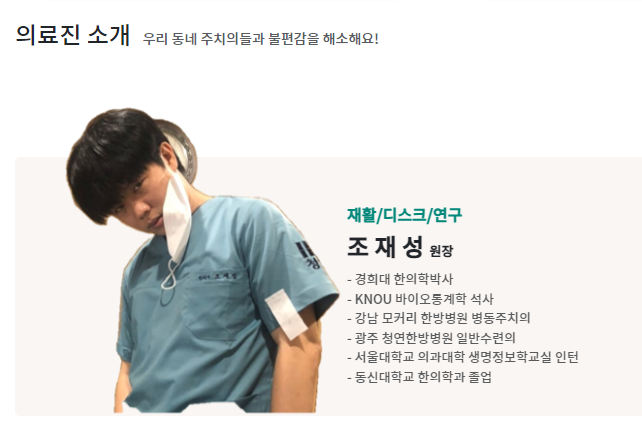 의료진 소개 우리 동네 주치의들과 불편감을 해소해요!
재활/디스크/연구
조 재 성 원장
- 경희대 한의학박사
- KNOU 바이오통계학 석사
- 강남 모커리 한방병원 병동주치의
- 광주 청연한방병원 일반수련의
- 서울대학교 의과대학 생명정보학교실 인턴
- 동신대학교 한의학과 졸업
청